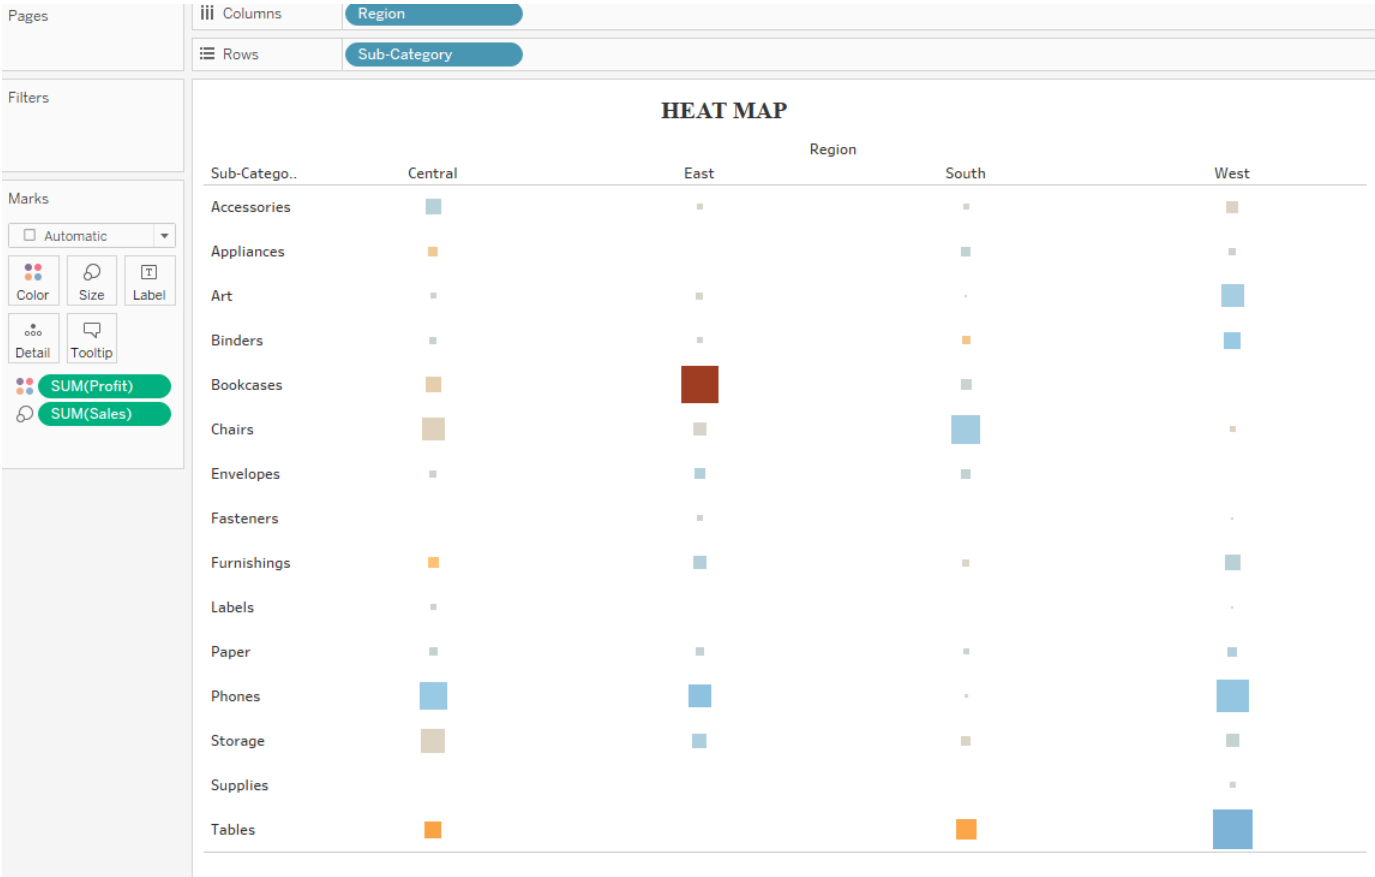 Pages
Columns
Region
Rows
Sub-Category
Filters
HEAT MAP
Region
Sub-Catego.. Central East South West
Marks
Automatic
Color Size Label
Detail Tooltip
SUM(Profit)
SUM(Sales)
Accessories
Appliances
Art
Binders
Bookcases
Chairs
Envelopes
Fasteners
Furnishings
Labels
Paper
Phones
Storage
Supplies
Tables